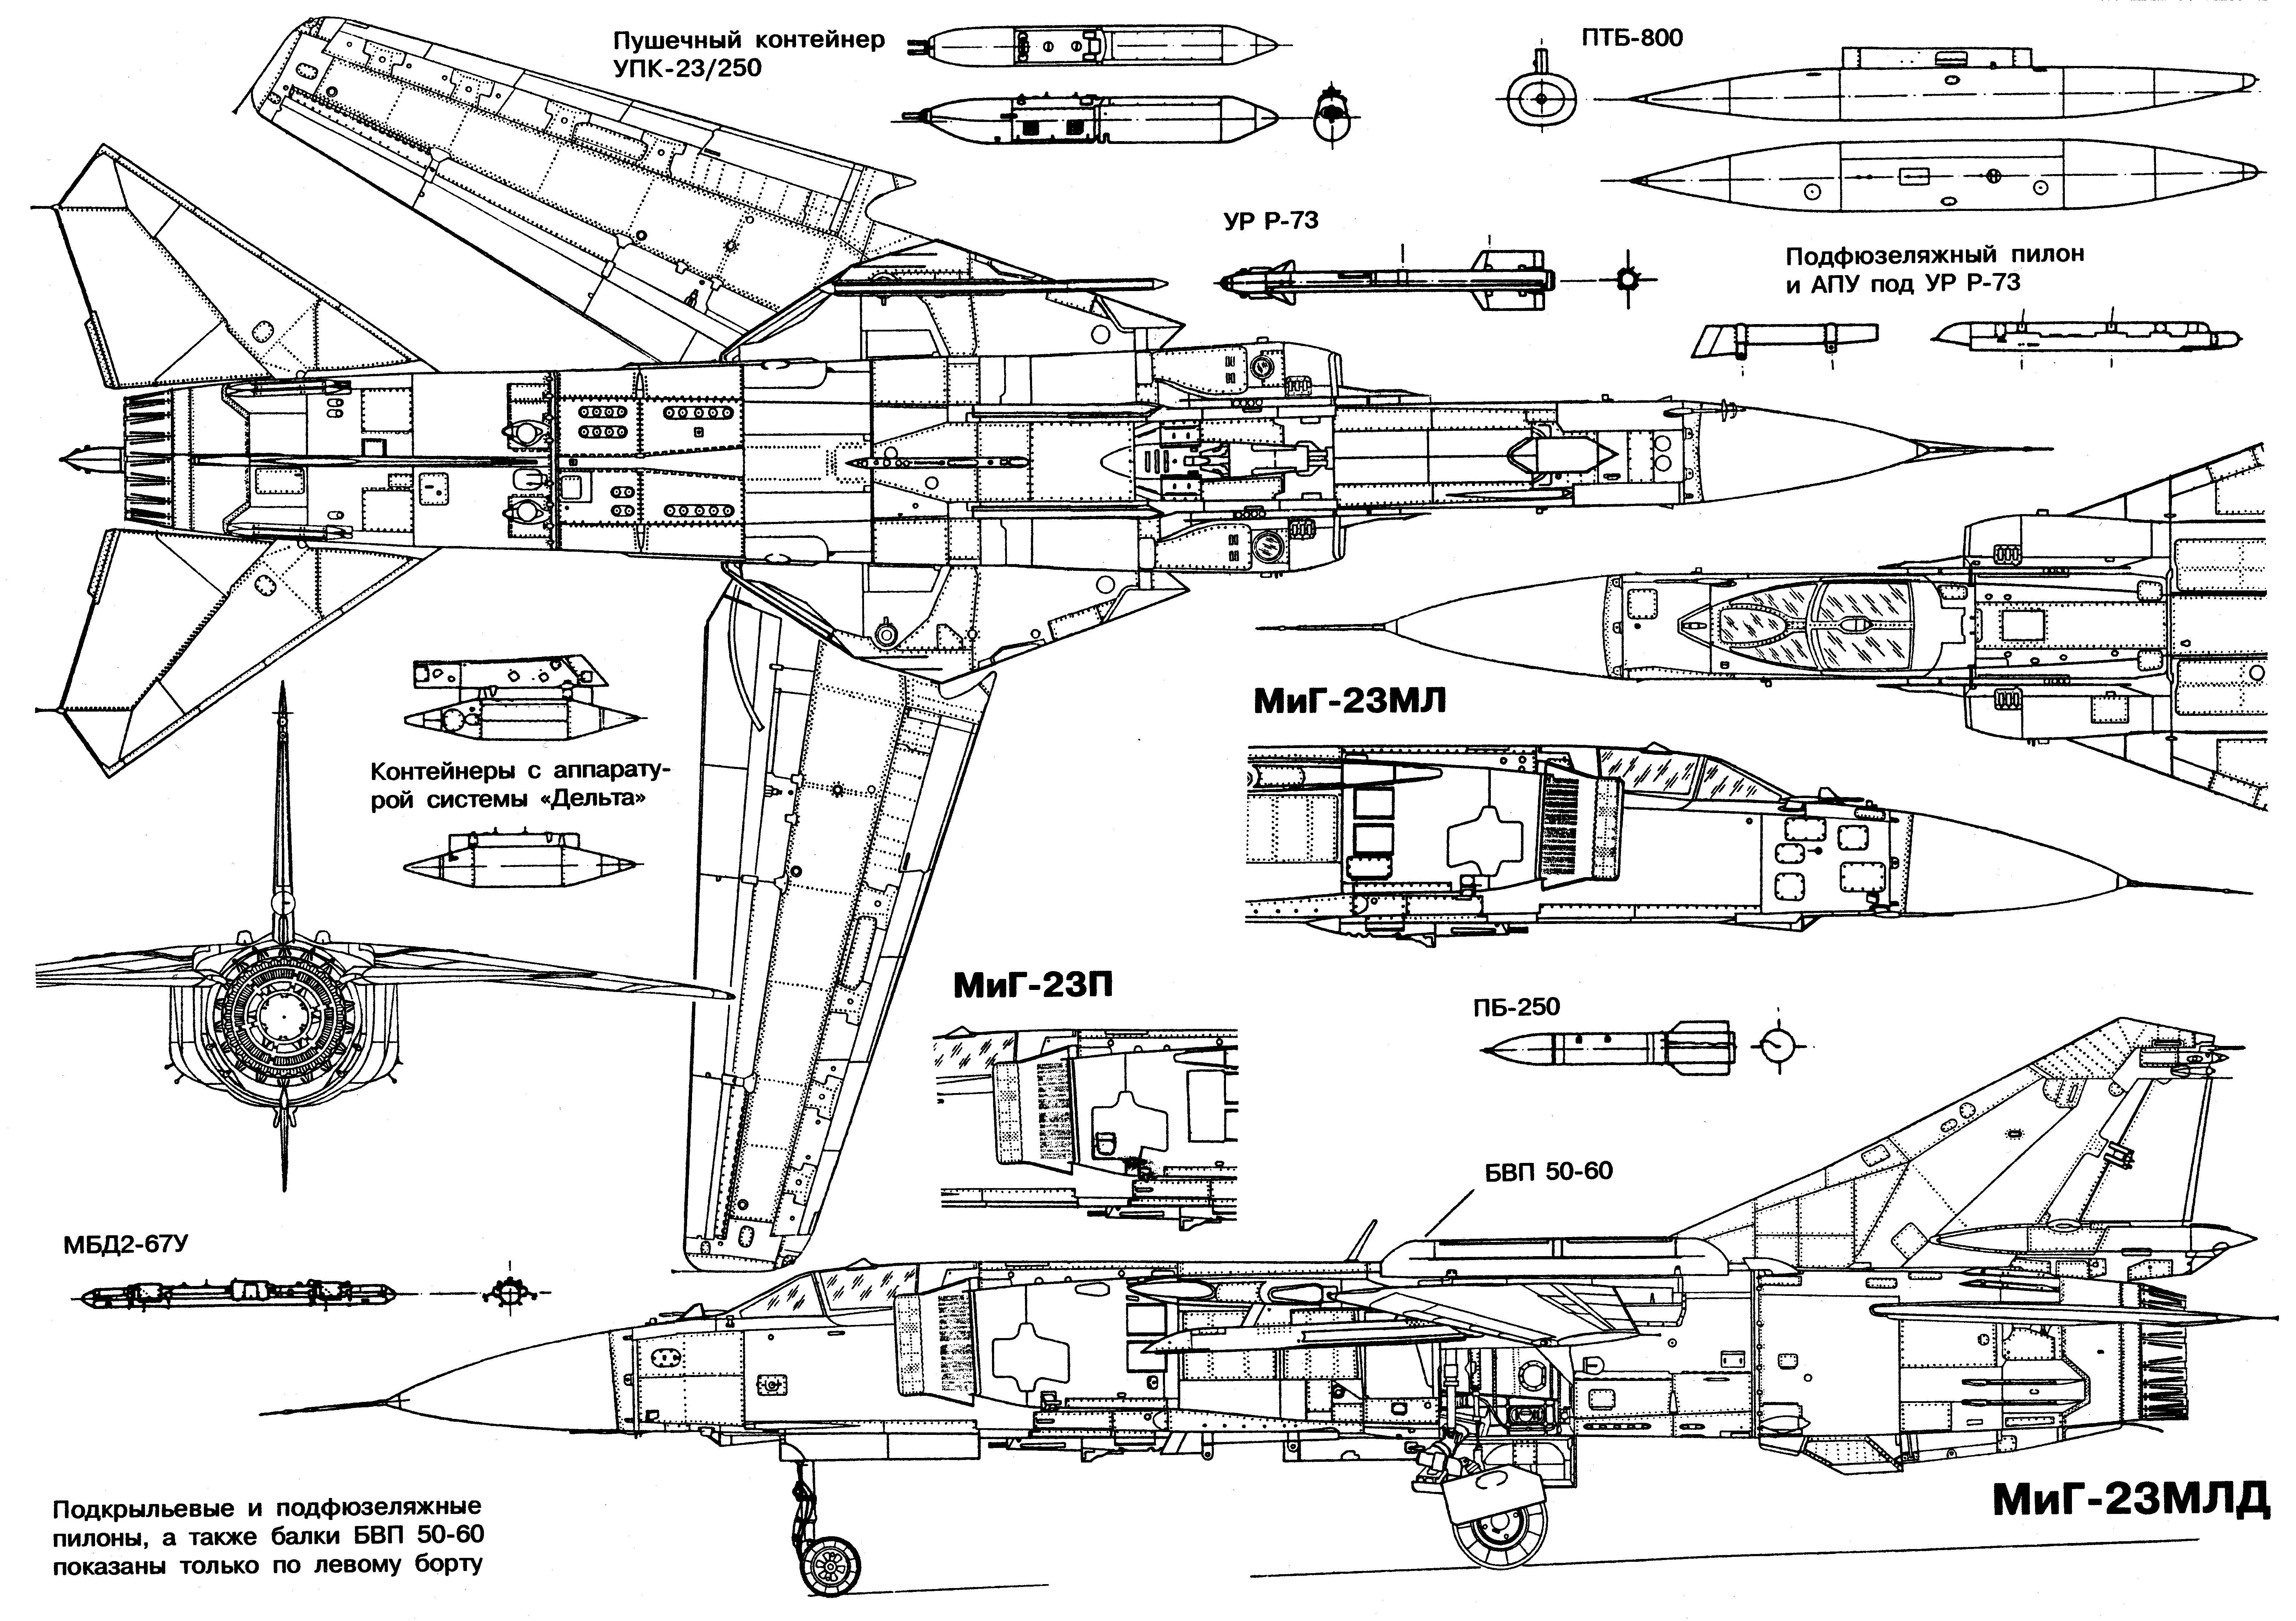 Пушечный контейнер
УПК-23/250
ПТБ-800
УР Р-73
Подфюзеляжный пилон
и АПУ под УР Р-73
МиГ-23МЛ
Контейнеры с аппарату-
рой системы «Дельта»
МиГ-23П
ПБ-250
БВП 50-60
МБД2-67У
МиГ-23МЛД
Подкрыльевые и подфюзеляжные
пилоны, а также балки БВП 50-60
показаны только по левому борту